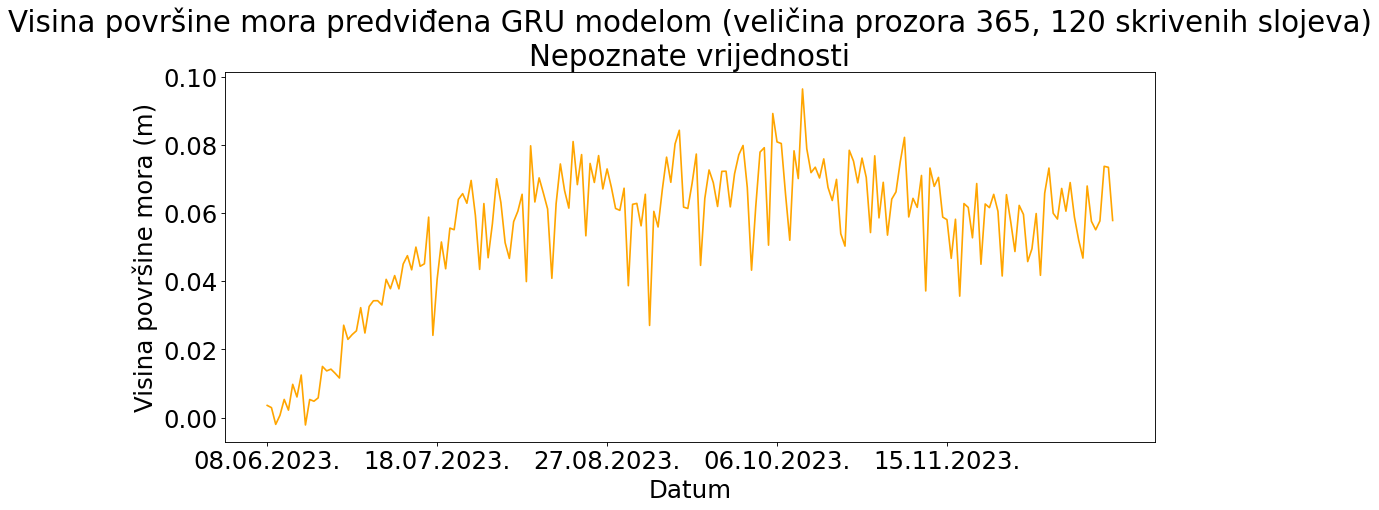 Visina površine mora predviđena GRU modelom (veličina prozora 365, 120 skrivenih slojeva)
Nepoznate vrijednosti
0.10
0.08
0.06
0.04
0.02
0.00
Visina površine mora (m)
08.06.2023. 18.07.2023. 27.08.2023. 06.10.2023. 15.11.2023.
Datum